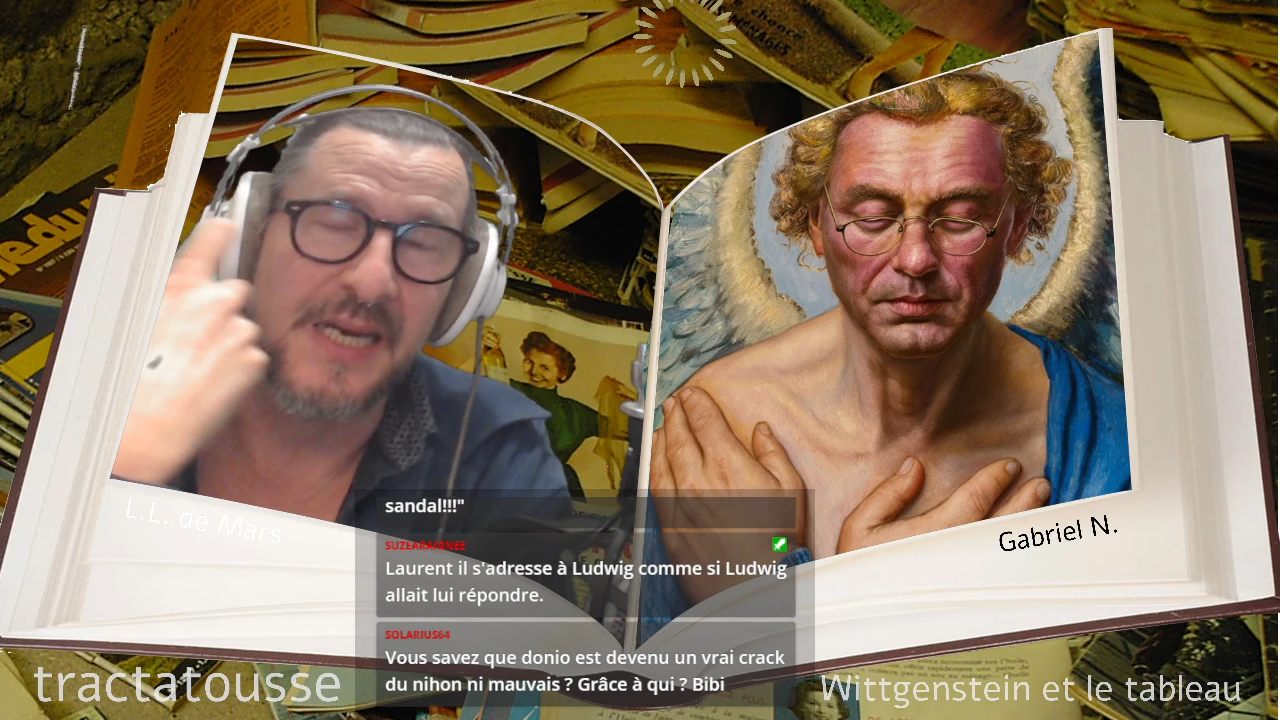 L.L. de Mars
Gabriel N.
sandal!!!"
SUZEARAIGNEE
Laurent il s'adresse à Ludwig comme si Ludwig
allait lui répondre.
SOLARIUS64
Vous savez que donio est devenu un vrai crack
du nihon ni mauvais ? Grâce à qui ? Bibi
tractatousse
Wittgenstein et le tableau